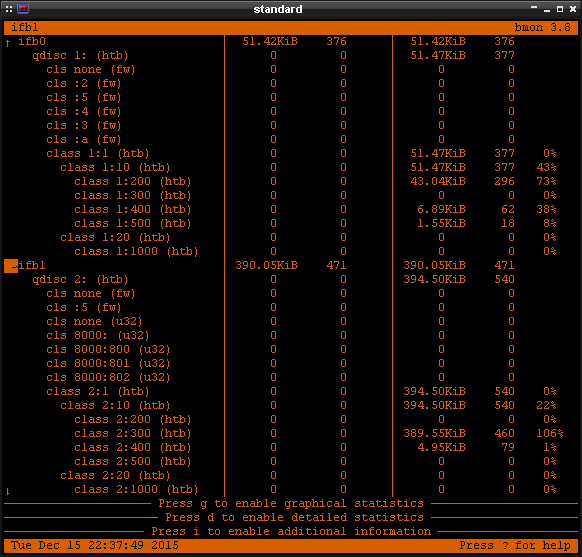 standard
ifb1 bmon 3.8
↑ ifb0 51.42KiB 376 51.42KiB 376
qdisc 1: (htb) 0 0 51.47KiB 377
cls none (fw) 0 0 0 0
cls :2 (fw) 0 0 0 0
cls :5 (fw) 0 0 0 0
cls :4 (fw) 0 0 0 0
cls :3 (fw) 0 0 0 0
cls :a (fw) 0 0 0 0
class 1:1 (htb) 0 0 51.47KiB 377 0%
class 1:10 (htb) 0 0 51.47KiB 377 43%
class 1:200 (htb) 0 0 43.04KiB 296 73%
class 1:300 (htb) 0 0 0 0 0%
class 1:400 (htb) 0 0 6.89KiB 62 38%
class 1:500 (htb) 0 0 1.55KiB 18 8%
class 1:20 (htb) 0 0 0 0 0%
class 1:1000 (htb) 0 0 0 0 0%
→ifb1 390.05KiB 471 390.05KiB 471
qdisc 2: (htb) 0 0 394.50KiB 540
cls none (fw) 0 0 0 0
cls :5 (fw) 0 0 0 0
cls none (u32) 0 0 0 0
cls 8000: (u32) 0 0 0 0
cls 8000:800 (u32) 0 0 0 0
cls 8000:801 (u32) 0 0 0 0
cls 8000:802 (u32) 0 0 0 0
class 2:1 (htb) 0 0 394.50KiB 540 0%
class 2:10 (htb) 0 0 394.50KiB 540 22%
class 2:200 (htb) 0 0 0 0 0%
class 2:300 (htb) 0 0 389.55KiB 460 106%
class 2:400 (htb) 0 0 4.95KiB 79 1%
class 2:500 (htb) 0 0 0 0 0%
class 2:20 (htb) 0 0 0 0 0%
↓ class 2:1000 (htb) 0 0 0 0 0%
Press g to enable graphical statistics
Press d to enable detailed statistics
Press i to enable additional information
Tue Dec 15 22:37:49 2015 Press ? for help